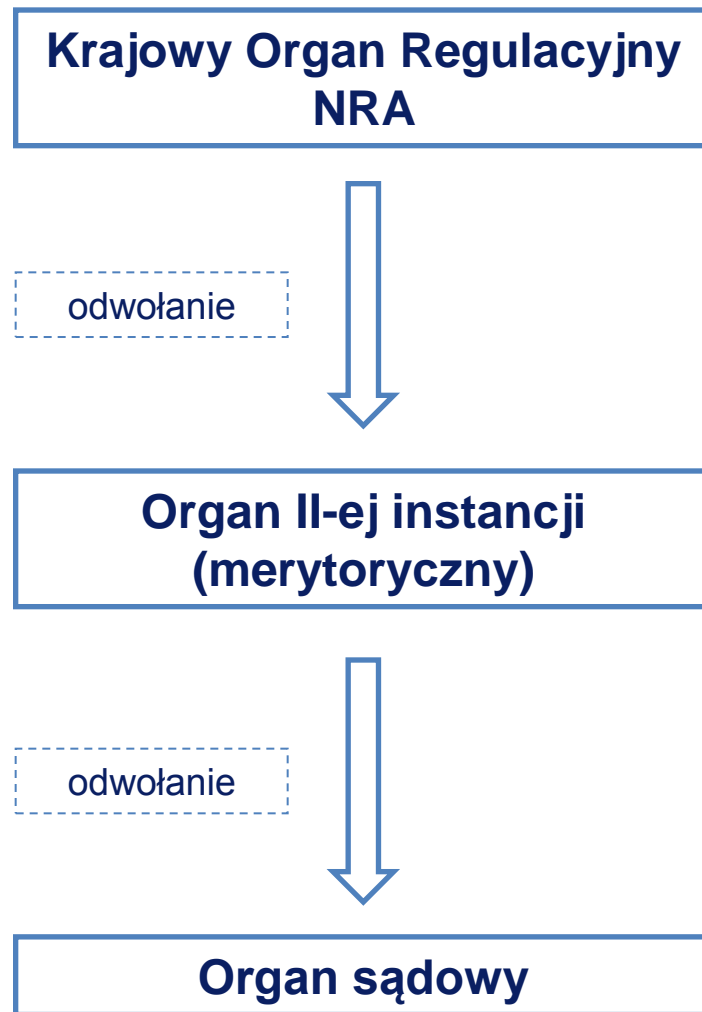 Krajowy Organ Regulacyjny
NRA
odwołanie
Organ II-ej instancji
(merytoryczny)
odwołanie
Organ sądowy